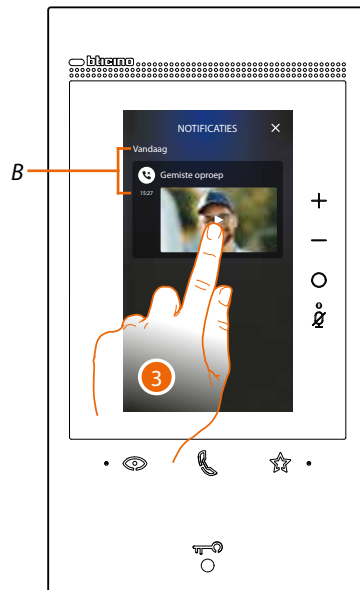 bticino
NOTIFICATIES ×
Vandaag
B
Gemiste oproep
15:27
3